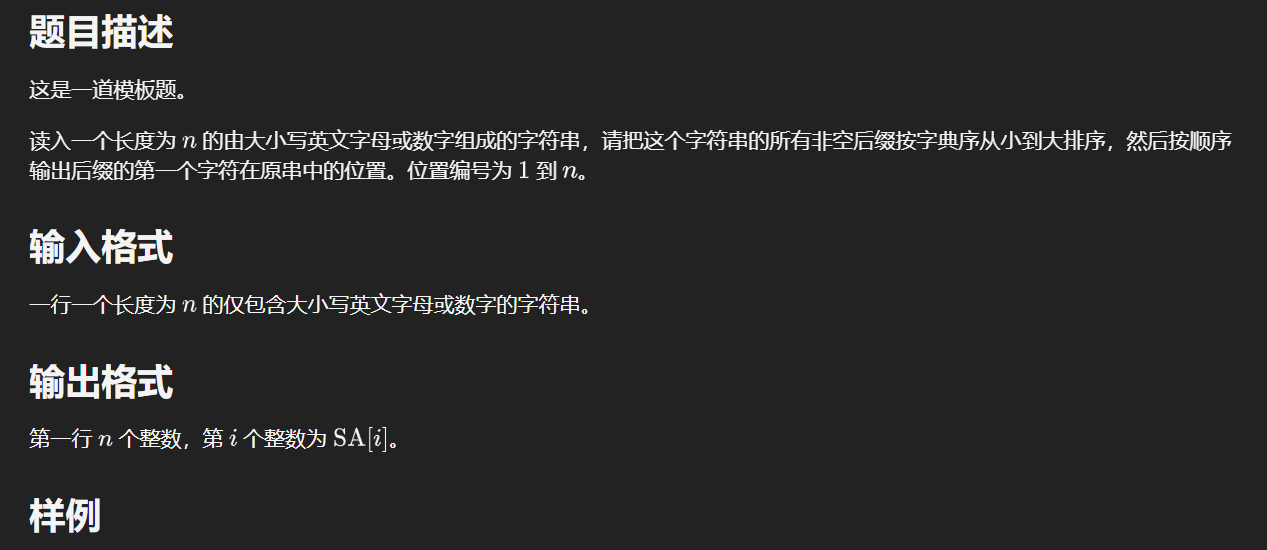 题目描述
这是一道模板题。
读入一个长度为 n 的由大小写英文字母或数字组成的字符串，请把这个字符串的所有非空后缀按字典序从小到大排序，然后按顺序
输出后缀的第一个字符在原串中的位置。位置编号为 1 到 n。
输入格式
一行一个长度为 n 的仅包含大小写英文字母或数字的字符串。
输出格式
第一行 n 个整数，第 i 个整数为 SA[i]。
样例